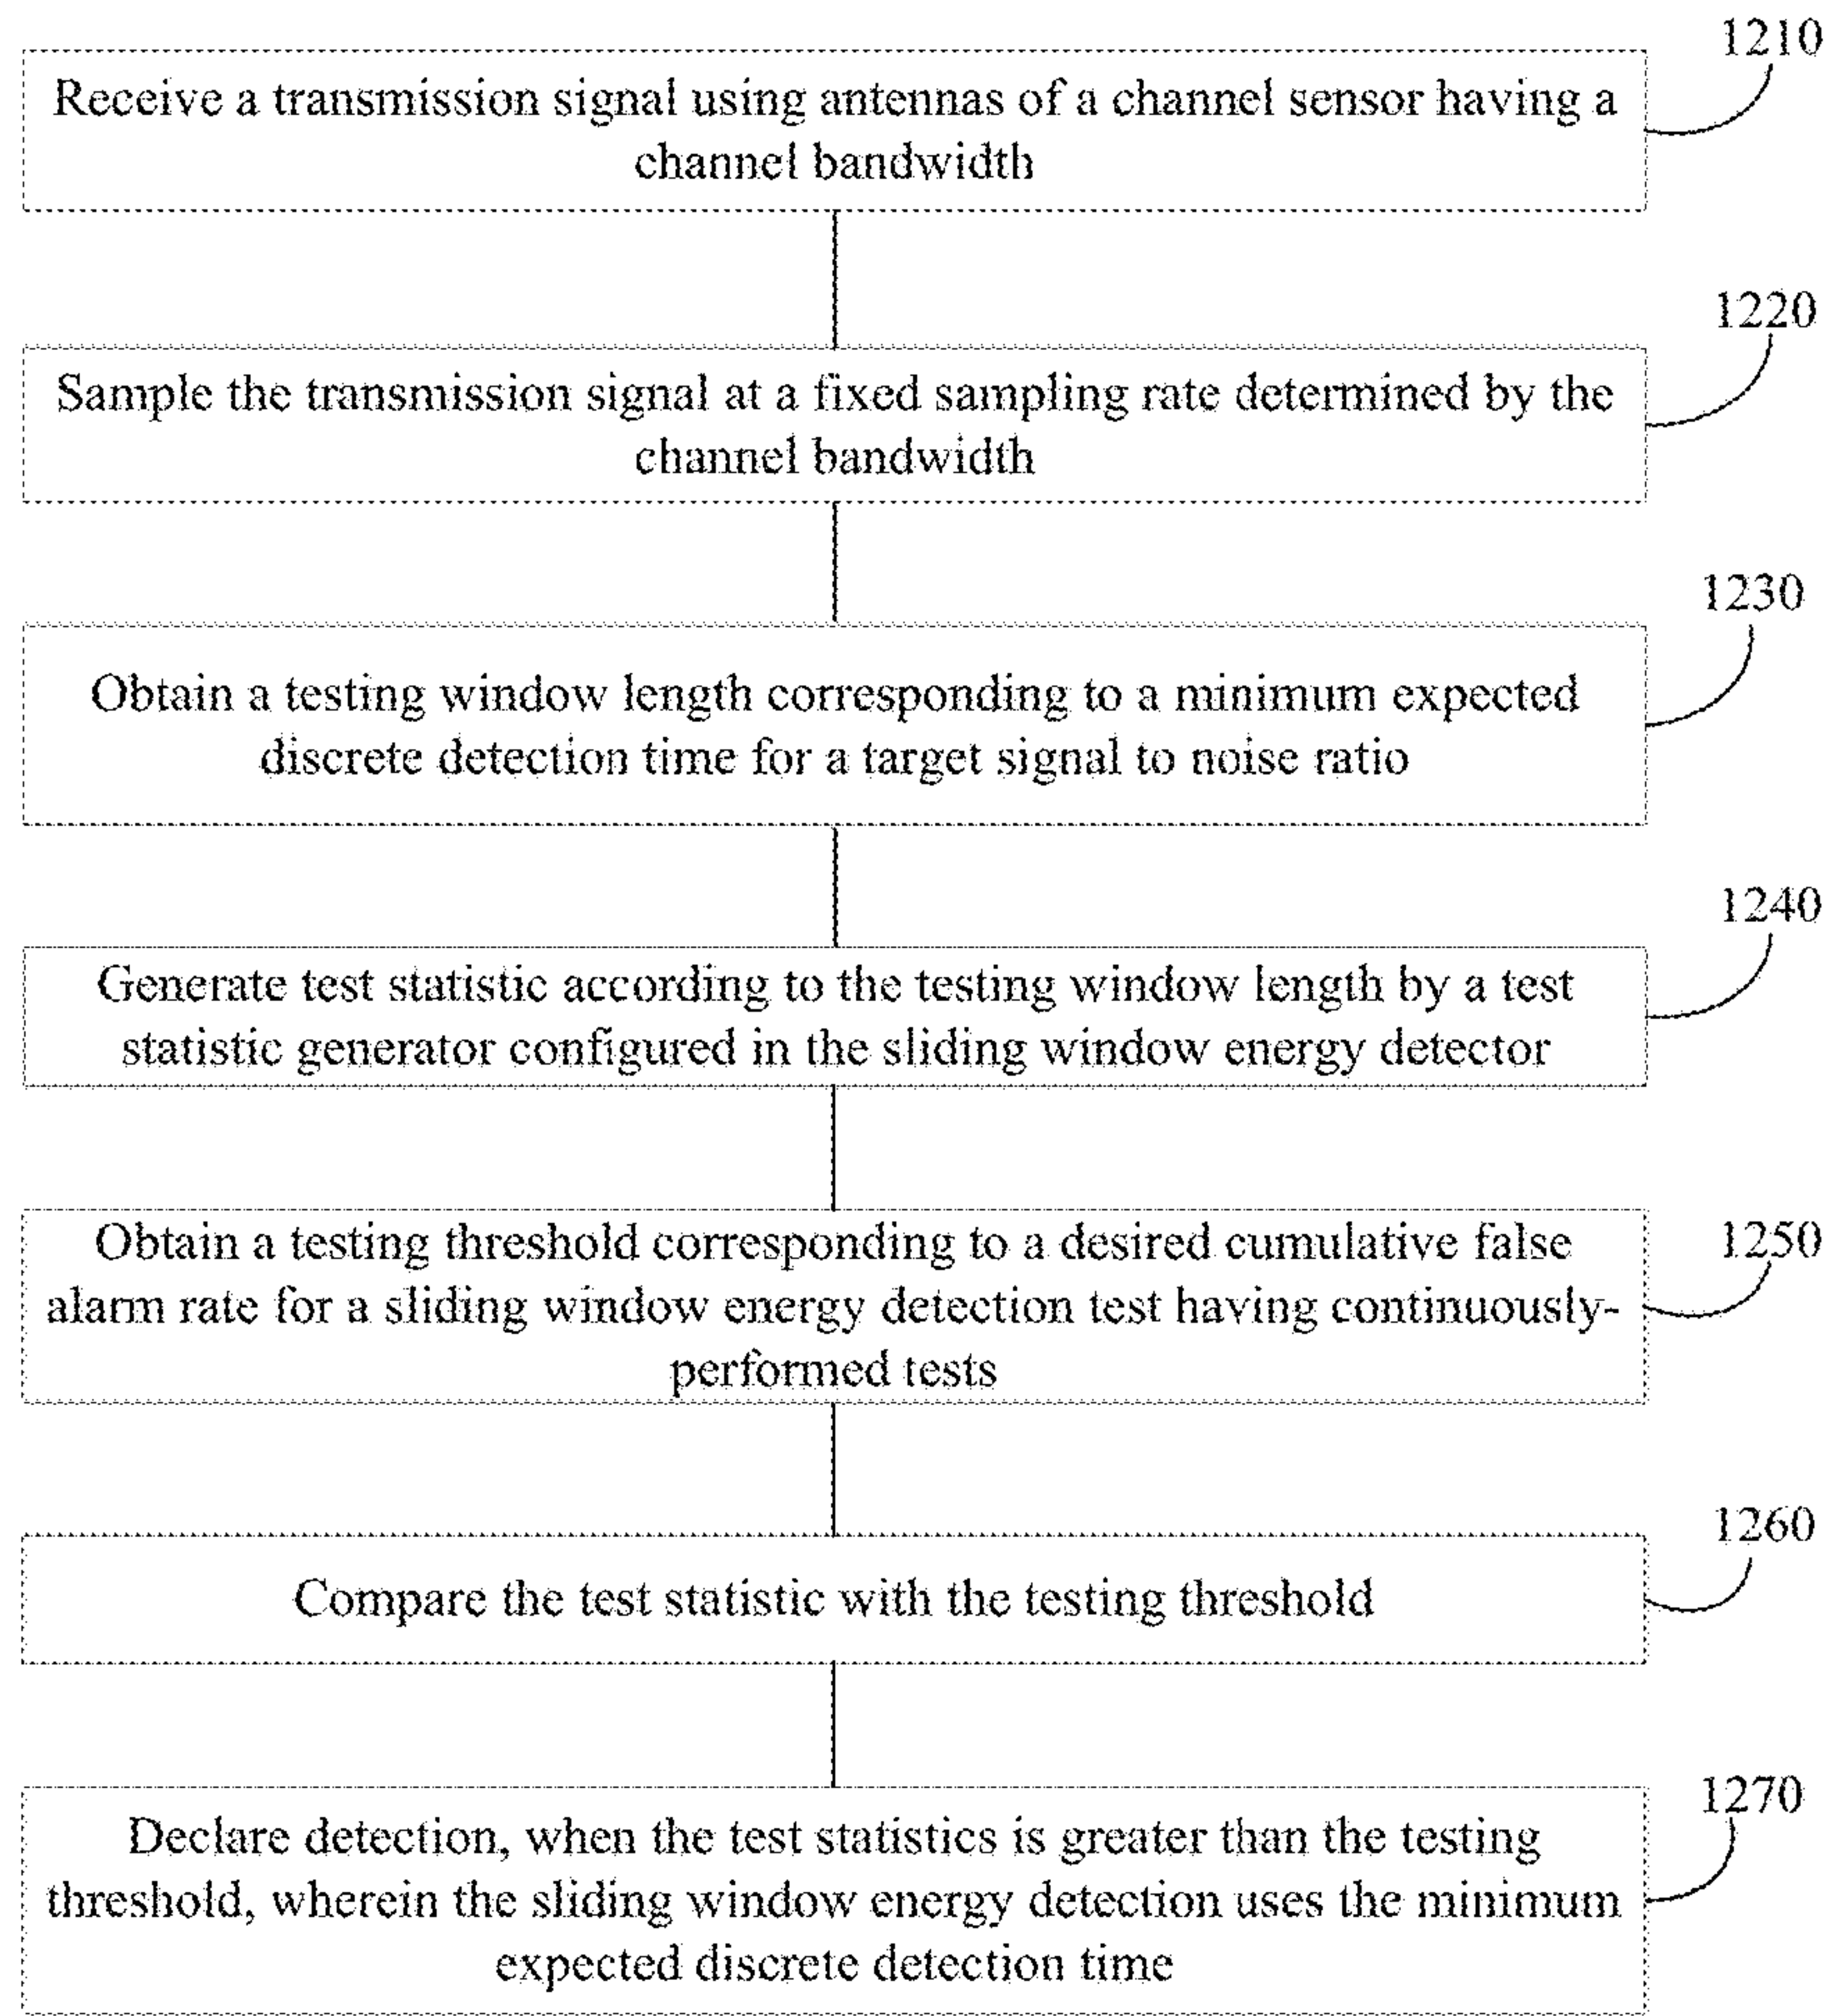 1210
Receive a transmission signal using antennas of a channel sensor having a
channel bandwidth
1220
Sample the transmission signal at a fixed sampling rate determined by the
channel bandwidth
1230
Obtain a testing window length corresponding to a minimum expected
discrete detection time for a target signal to noise ratio
1240
Generate test statistic according to the testing window length by a test
statistic generator configured in the sliding window energy detector
1250
Obtain a testing threshold corresponding to a desired cumulative false
alarm rate for a sliding window energy detection test having continuously-
performed tests
1260
Compare the test statistic with the testing threshold
1270
Declare detection, when the test statistics is greater than the testing
threshold, wherein the sliding window energy detection uses the minimum
expected discrete detection time